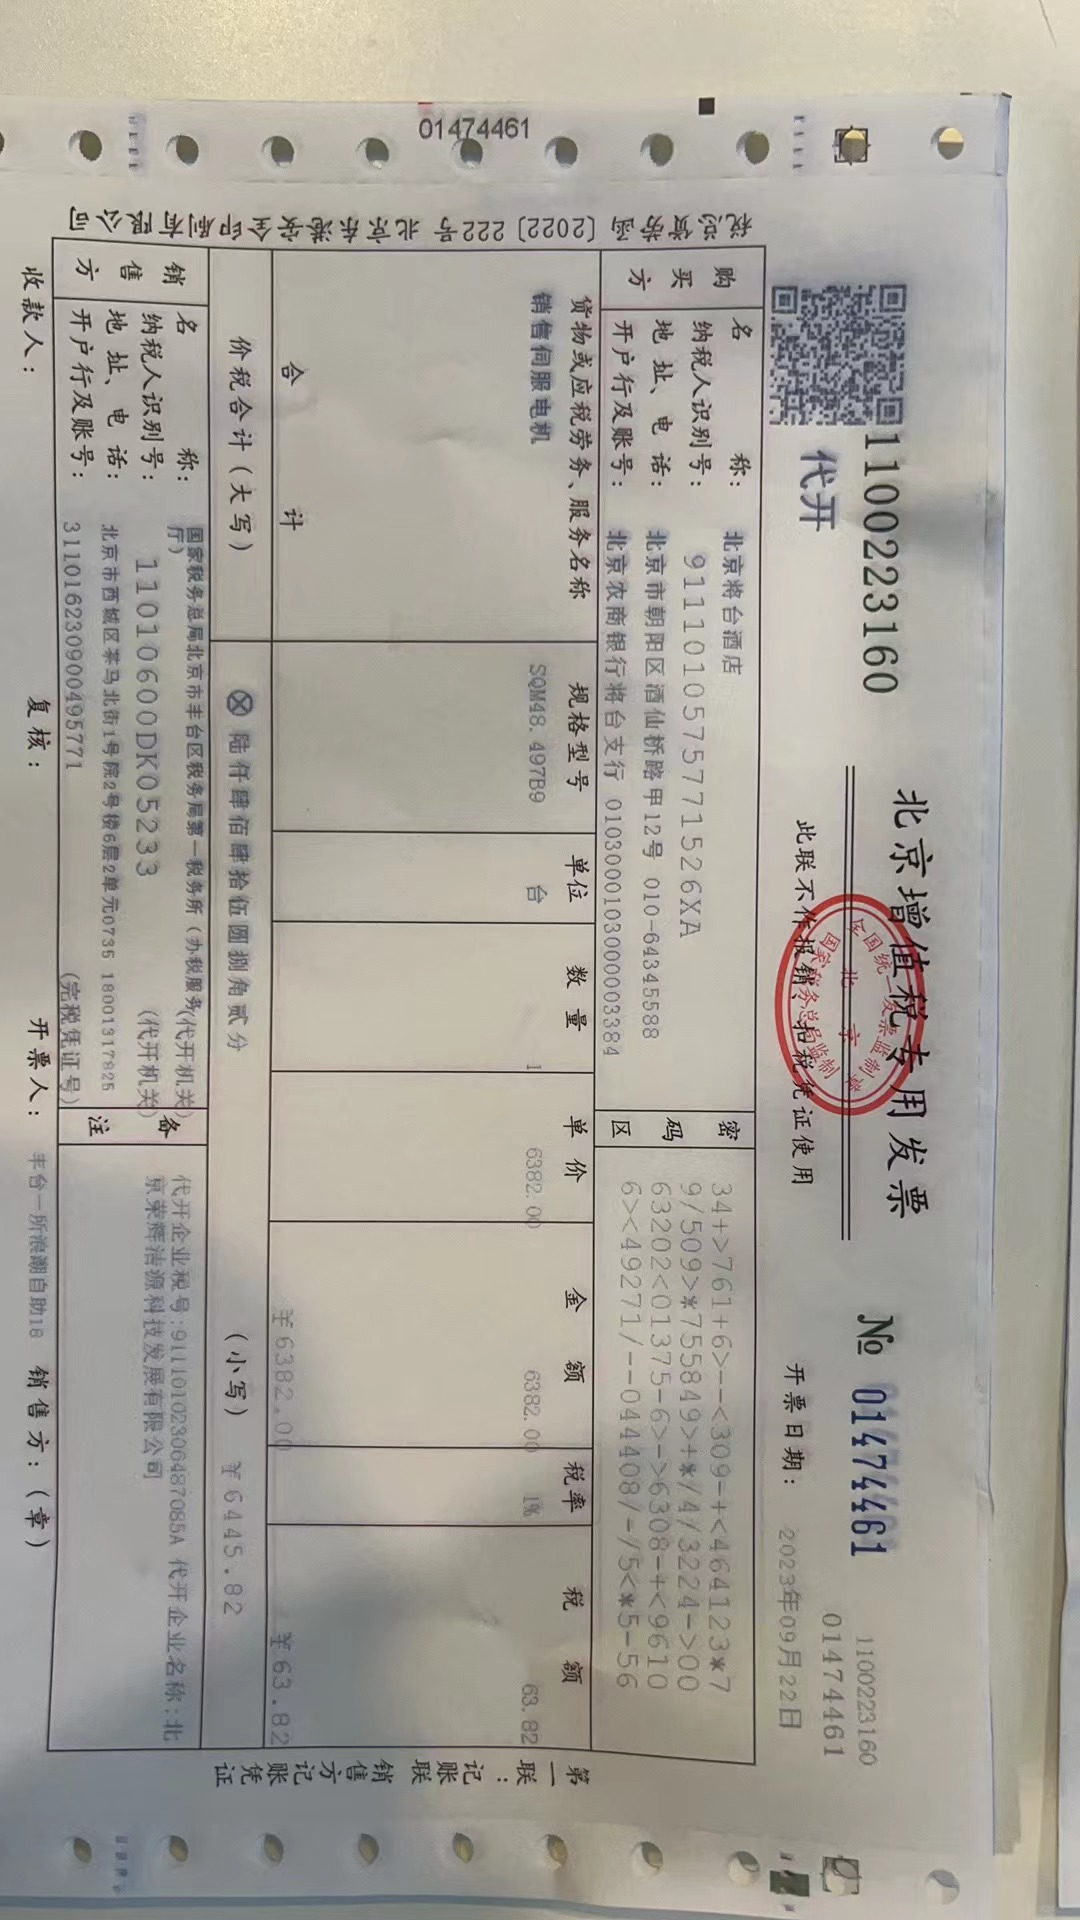 01474461
税总货劳函〔2022〕222号 北京东港安全印刷有限公司
1100223160
北京增值税专用发票
№ 01474461
1100223160
01474461
代开
此联不作报销、扣税凭证使用
开票日期: 2023年09月22日
全国统一发票监制章
北京
国家税务总局监制
购买方
名 称: 北京将台酒店
纳税人识别号: 91110105757715 26XA
地址、电话: 北京市朝阳区酒仙桥路甲12号 010-64345588
开户行及账号: 北京农商银行将台支行 0103000103000003384
密码区
34+>761+6>--<309-+<464123*7
9/509>*755849>+*/4/3224->00
63202<01375-6>->6308-+<9610
6><49271/--044408/-/5<*5-56
货物或应税劳务、服务名称 规格型号 单位 数量 单价 金额 税率 税额
销售伺服电机 SQM48.497B9 台 1 6382.00 6382.00 1% 63.82
合计 ¥6382.00 ¥63.82
价税合计(大写) ⊗陆仟肆佰肆拾伍圆捌角贰分 (小写) ¥6445.82
销售方
名 称: 国家税务总局北京市丰台区税务局第一税务所(办税服务厅) (代开机关)
纳税人识别号: 11010600DK05233 (代开机关)
地址、电话: 北京市西城区茶马北街1号院2号楼6层2单元0735 18001317825
开户行及账号: 311016230900495771 (完税凭证号)
备注
代开企业税号:91110102306487085A 代开企业名称:北
京荣辉洁源科技发展有限公司
收款人: 复核: 开票人: 丰台一所浪潮自助18 销售方:(章)
第一联:记账联 销售方记账凭证